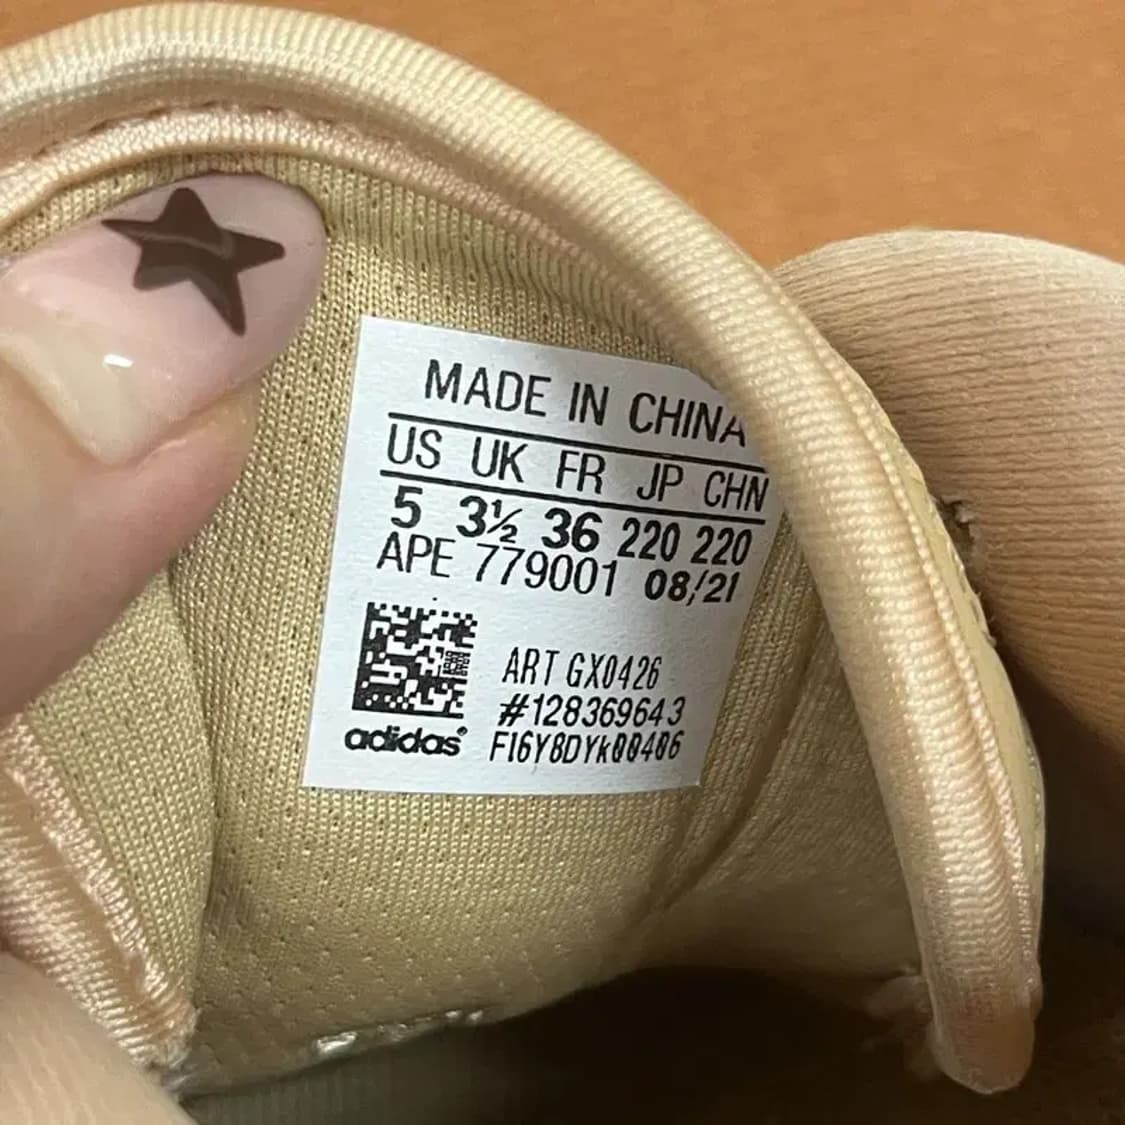 MADE IN CHINA
US UK FR JP CHN
5 3½ 36 220 220
APE 779001 08/21
ART GX0426
#128369643
adidas®
F16Y8DYk00406